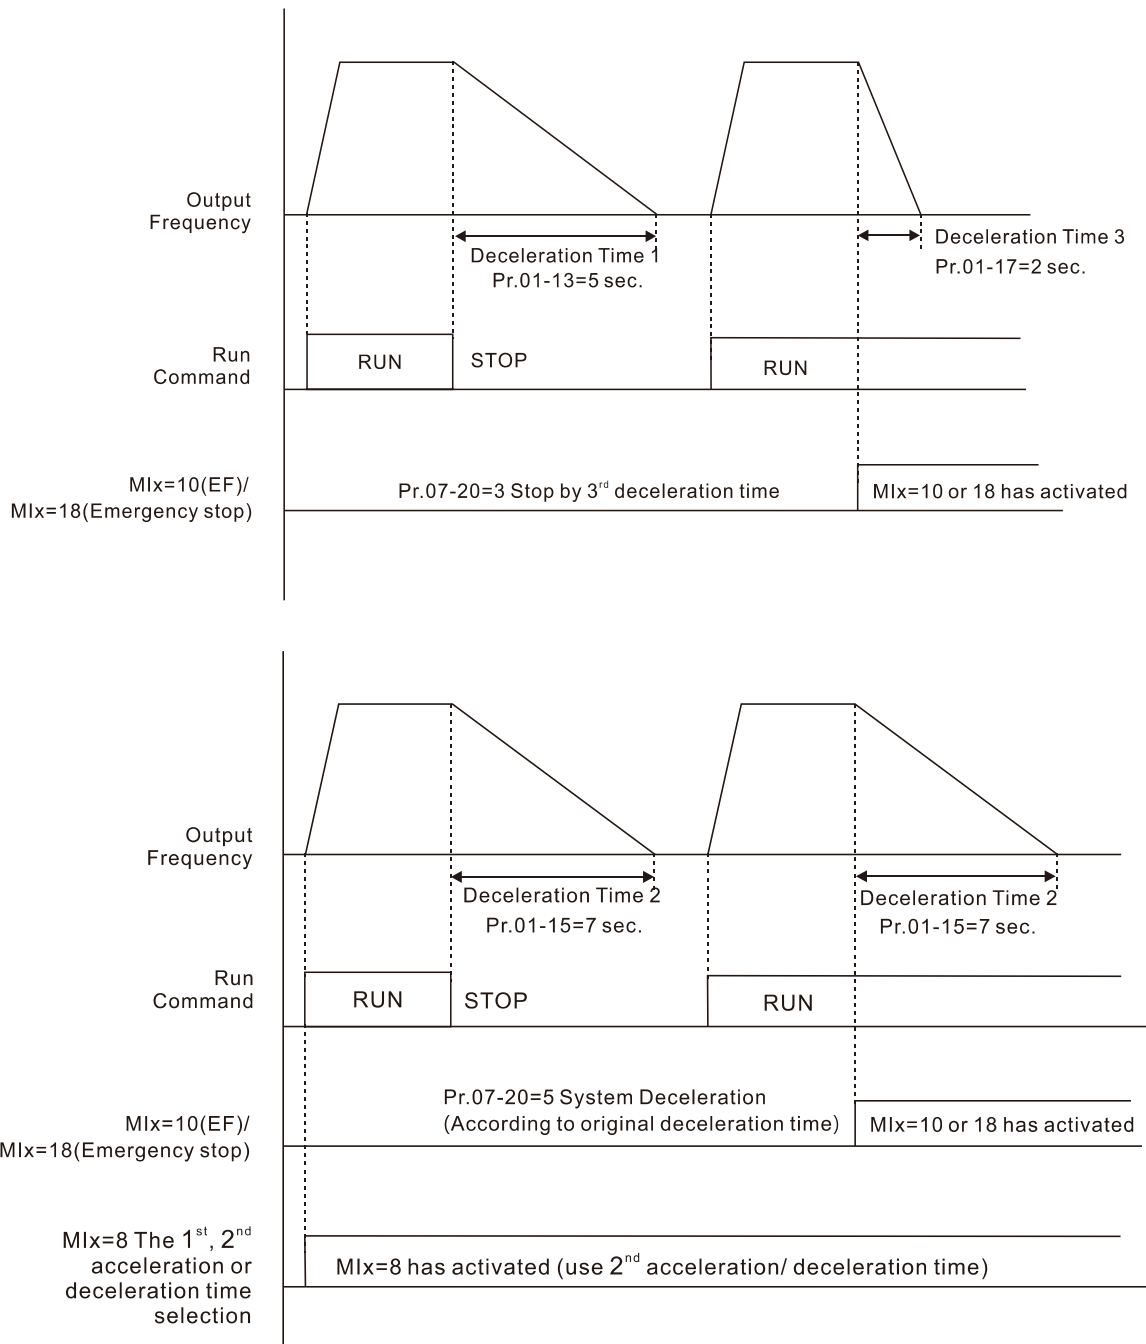 Output
Frequency
Deceleration Time 1
Pr.01-13=5 sec.
Deceleration Time 3
Pr.01-17=2 sec.
Run
Command
RUN
STOP
RUN
MIx=10(EF)/
MIx=18(Emergency stop)
Pr.07-20=3 Stop by 3rd deceleration time
MIx=10 or 18 has activated
Output
Frequency
Deceleration Time 2
Pr.01-15=7 sec.
Deceleration Time 2
Pr.01-15=7 sec.
Run
Command
RUN
STOP
RUN
MIx=10(EF)/
MIx=18(Emergency stop)
Pr.07-20=5 System Deceleration
(According to original deceleration time)
MIx=10 or 18 has activated
MIx=8 The 1st, 2nd
acceleration or
deceleration time
selection
MIx=8 has activated (use 2nd acceleration/ deceleration time)